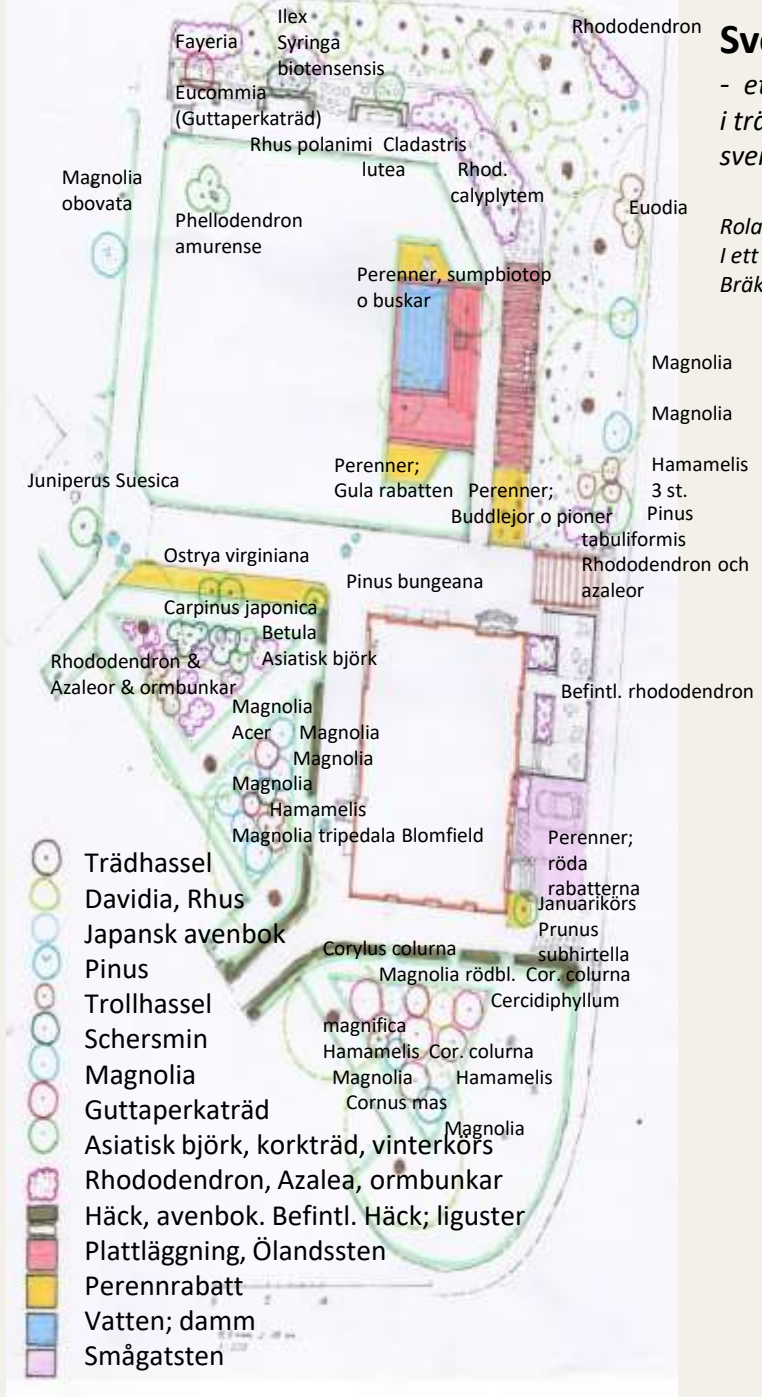 Ilex
Syringa
biotensensis
Fayeria
Rhododendron
Eucommia
(Guttaperkaträd)
Rhus polanimi Cladastris
lutea
Rhod.
calyplytem
Magnolia
obovata
Phellodendron
amurense
Euodia
Perenner, sumpbiotop
o buskar
Magnolia
Magnolia
Hamamelis
3 st.
Pinus
tabuliformis
Juniperus Suesica
Perenner;
Gula rabatten
Perenner;
Buddlejor o pioner
Rhododendron och
azaleor
Ostrya virginiana
Pinus bungeana
Carpinus japonica
Betula
Asiatisk björk
Rhododendron &
Azaleor & ormbunkar
Befintl. rhododendron
Magnolia
Acer Magnolia
Magnolia
Magnolia
Hamamelis
Magnolia tripedala Blomfield
Perenner;
röda
rabatterna
Januarikörs
Prunus
subhirtella
Corylus colurna
Magnolia rödbl. Cor. colurna
Cercidiphyllum
magnifica
Hamamelis Cor. colurna
Magnolia Hamamelis
Cornus mas
Magnolia
Trädhassel
Davidia, Rhus
Japansk avenbok
Pinus
Trollhassel
Schersmin
Magnolia
Guttaperkaträd
Asiatisk björk, korkträd, vinterkörs
Rhododendron, Azalea, ormbunkar
Häck, avenbok. Befintl. Häck; liguster
Plattläggning, Ölandssten
Perennrabatt
Vatten; damm
Smågatsten
- et
i trä
Rola
I ett
Bräk